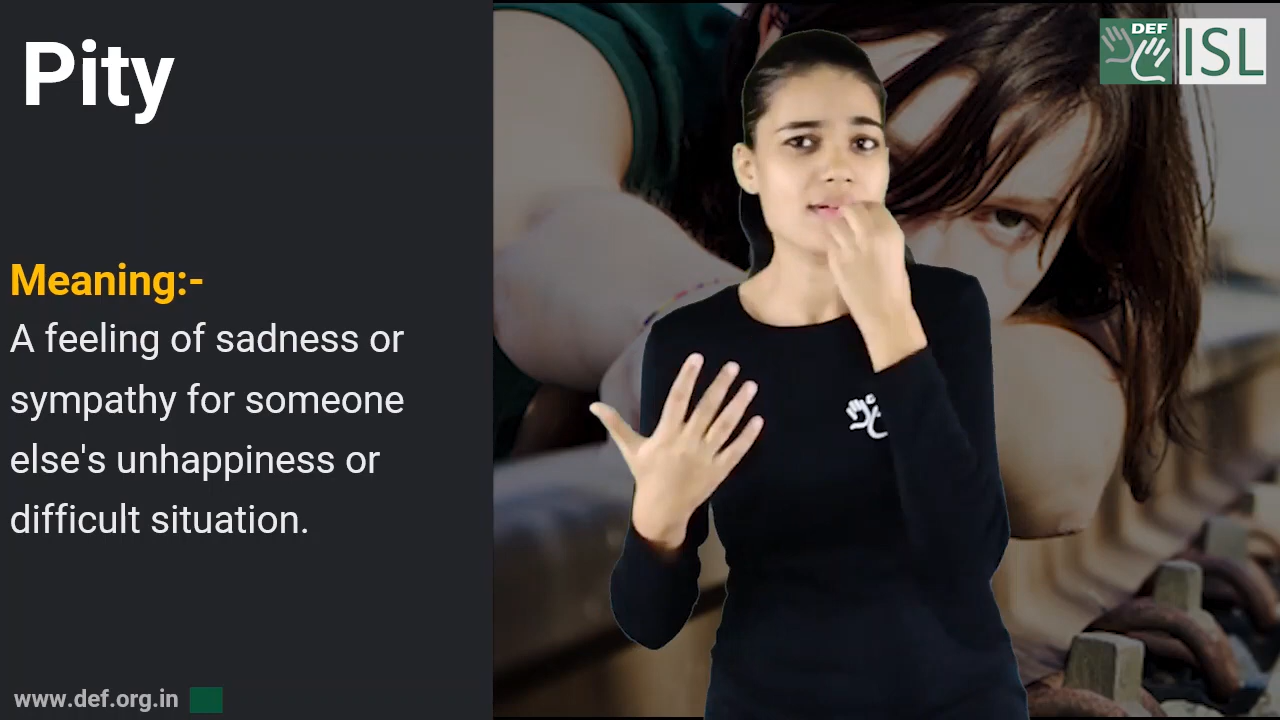 Pity
DEF
ISL
Meaning:-
A feeling of sadness or
sympathy for someone
else's unhappiness or
difficult situation.
www.def.org.in